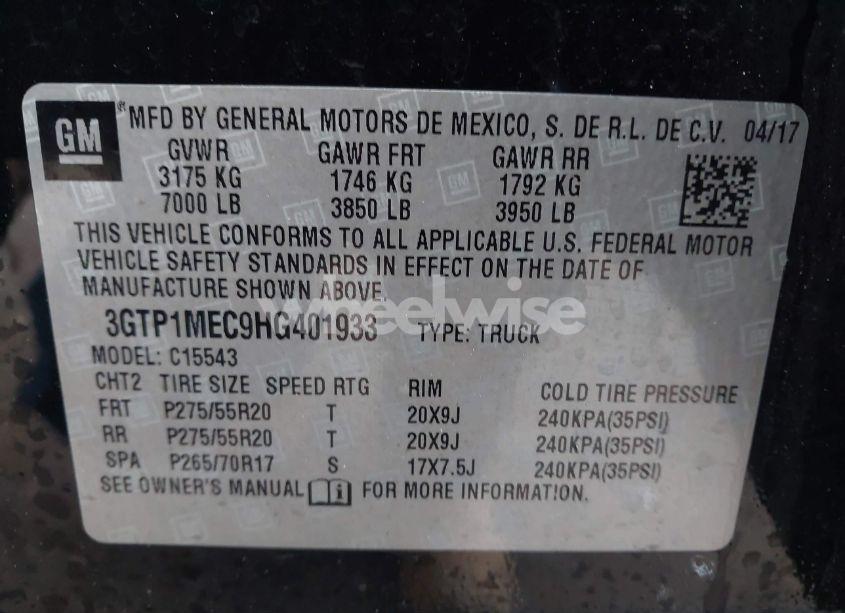 GM MFD BY GENERAL MOTORS DE MEXICO, S. DE R.L. DE C.V. 04/17
GVWR GAWR FRT GAWR RR
3175 KG 1746 KG 1792 KG
7000 LB 3850 LB 3950 LB
THIS VEHICLE CONFORMS TO ALL APPLICABLE U.S. FEDERAL MOTOR
VEHICLE SAFETY STANDARDS IN EFFECT ON THE DATE OF
MANUFACTURE SHOWN ABOVE.
wheelwise
3GTP1MEC9HG401933 TYPE: TRUCK
MODEL: C15543
CHT2 TIRE SIZE SPEED RTG RIM COLD TIRE PRESSURE
FRT P275/55R20 T 20X9J 240KPA(35PSI)
RR P275/55R20 T 20X9J 240KPA(35PSI)
SPA P265/70R17 S 17X7.5J 240KPA(35PSI)
SEE OWNER'S MANUAL i FOR MORE INFORMATION.